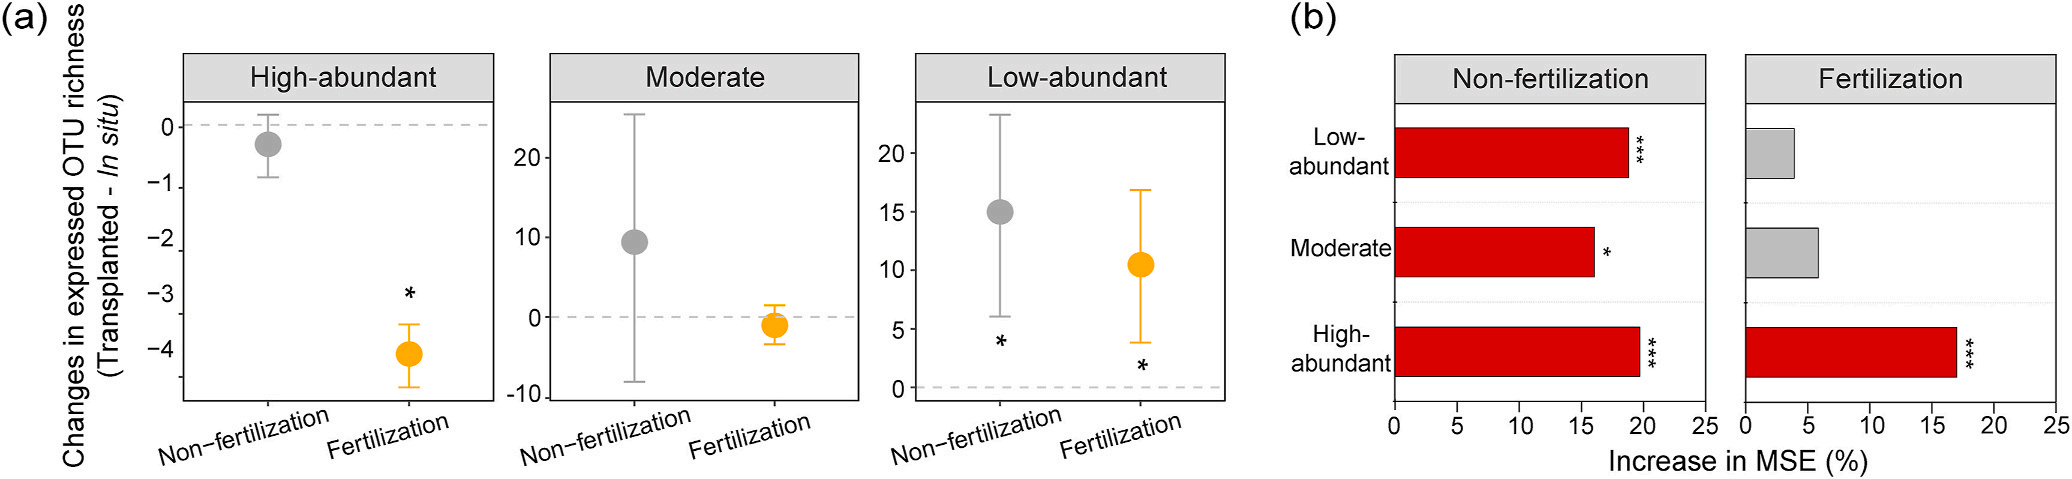 (a)
Changes in expressed OTU richness
(Transplanted - In situ)
High-abundant
0
−1
−2
−3
−4
*
Non−fertilization
Fertilization
Moderate
20
10
0
-10
Non−fertilization
Fertilization
Low-abundant
20
15
10
5
0
*
*
Non−fertilization
Fertilization
(b)
Non-fertilization
Fertilization
Low-
abundant
***
Moderate
*
High-
abundant
***
***
0 5 10 15 20 25
0 5 10 15 20 25
Increase in MSE (%)